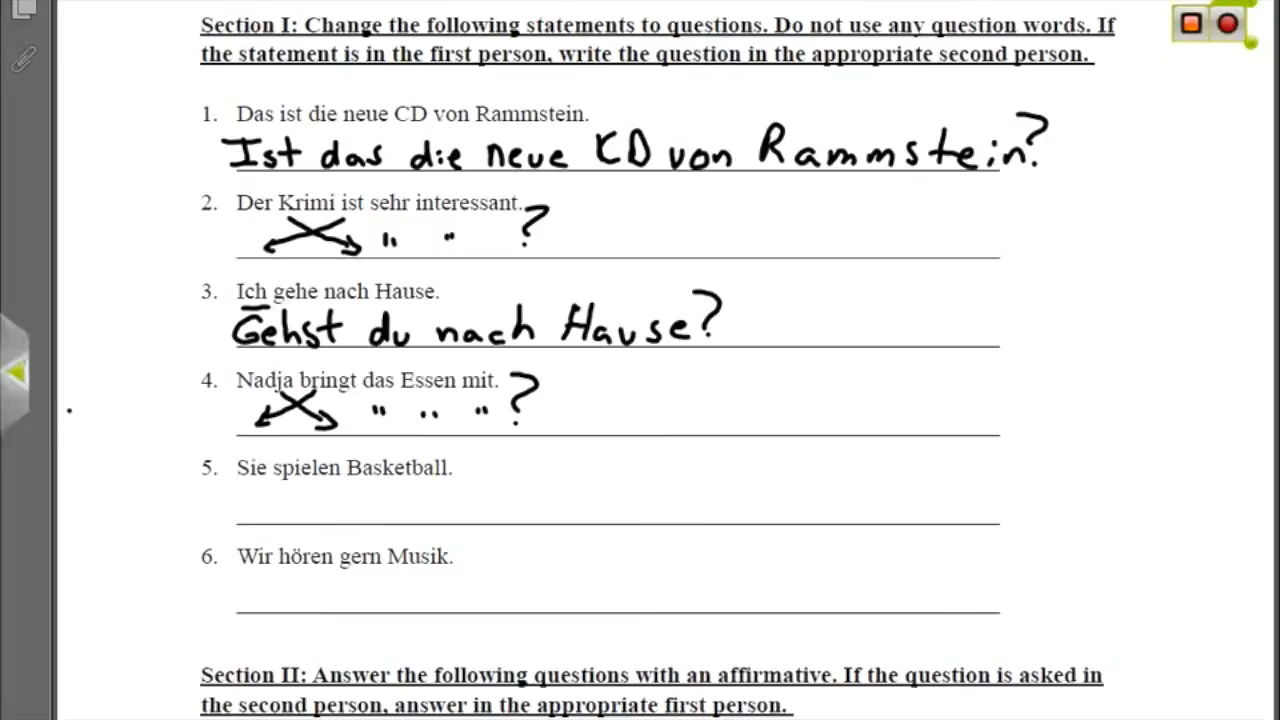 Section I: Change the following statements to questions. Do not use any question words. If
the statement is in the first person, write the question in the appropriate second person.
1. Das ist die neue CD von Rammstein.
Ist das die neue CD von Rammstein?
2. Der Krimi ist sehr interessant.
" " ?
3. Ich gehe nach Hause.
Gehst du nach Hause?
4. Nadja bringt das Essen mit.
" " " ?
5. Sie spielen Basketball.
6. Wir hören gern Musik.
Section II: Answer the following questions with an affirmative. If the question is asked in
the second person, answer in the appropriate first person.